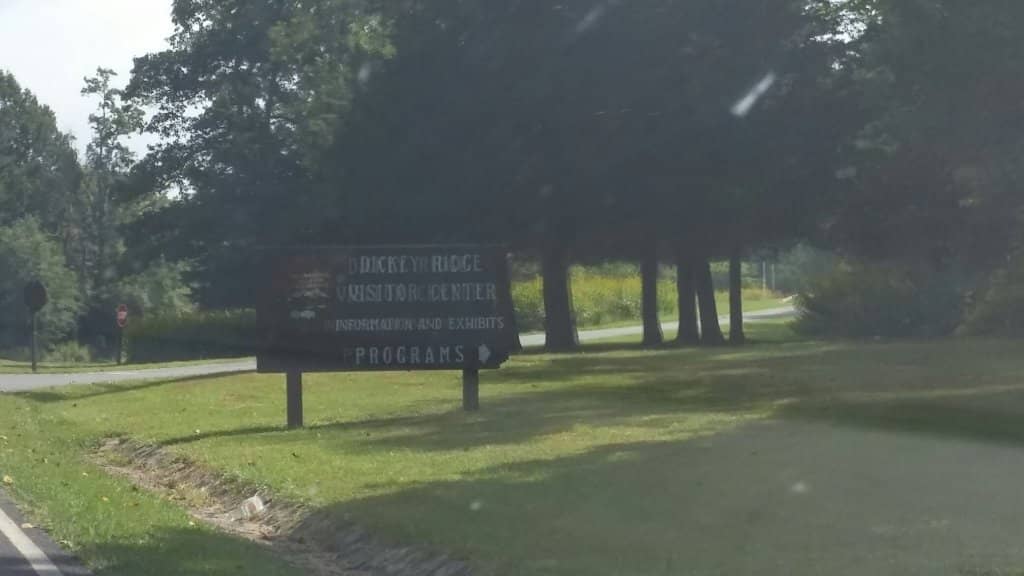 DICKEY RIDGE
VISITOR CENTER
INFORMATION AND EXHIBITS
PROGRAMS